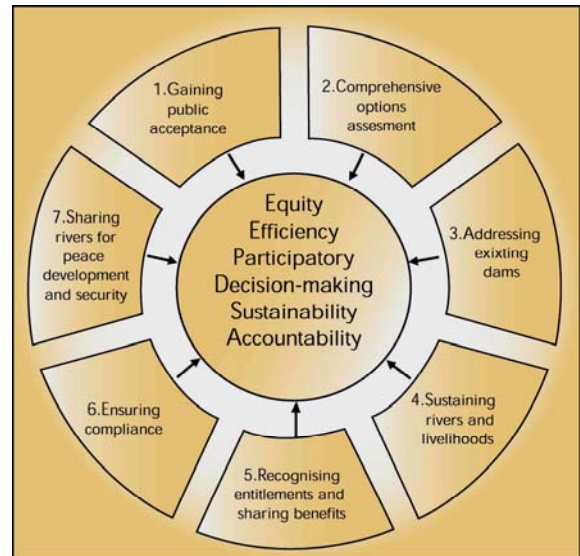 1.Gaining
public
acceptance
2.Comprehensive
options
assesment
3.Addressing
exixting
dams
4.Sustaining
rivers and
livelihoods
5.Recognising
entitlements and
sharing benefits
6.Ensuring
compliance
7.Sharing
rivers for
peace
development
and security
Equity
Efficiency
Participatory
Decision-making
Sustainability
Accountability